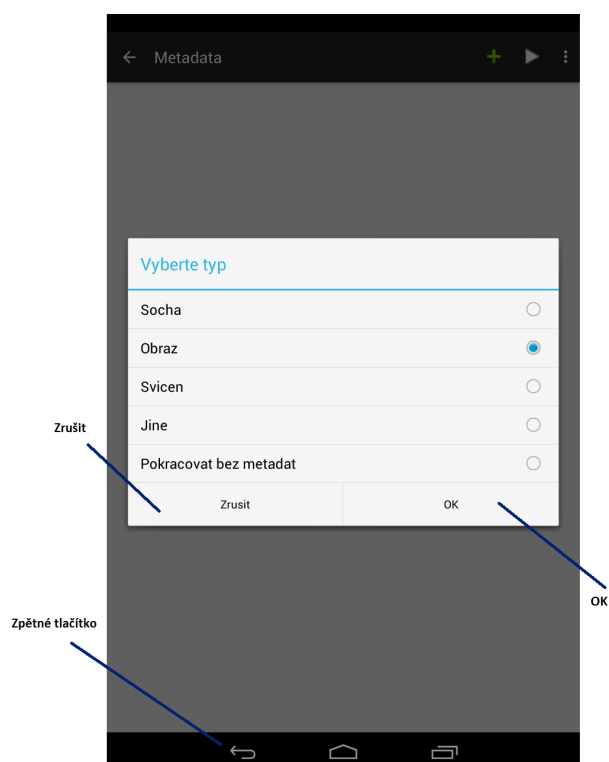 Metadata
Vyberte typ
Socha
Obraz
Svicen
Jine
Pokracovat bez metadat
Zrusit OK
Zrušit
OK
Zpětné tlačítko